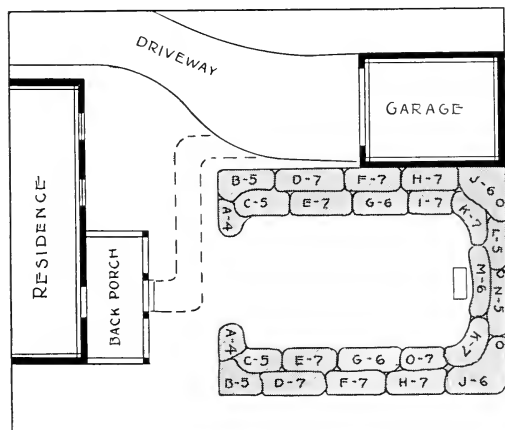 DRIVEWAY
GARAGE
RESIDENCE
BACK PORCH
B-5 D-7 F-7 H-7 J-6
A-4 C-5 E-7 G-6 I-7 K-7 O
L-5
M-6 O N-5
A-4 C-5 E-7 G-6 O-7 K-7 O
B-5 D-7 F-7 H-7 J-6